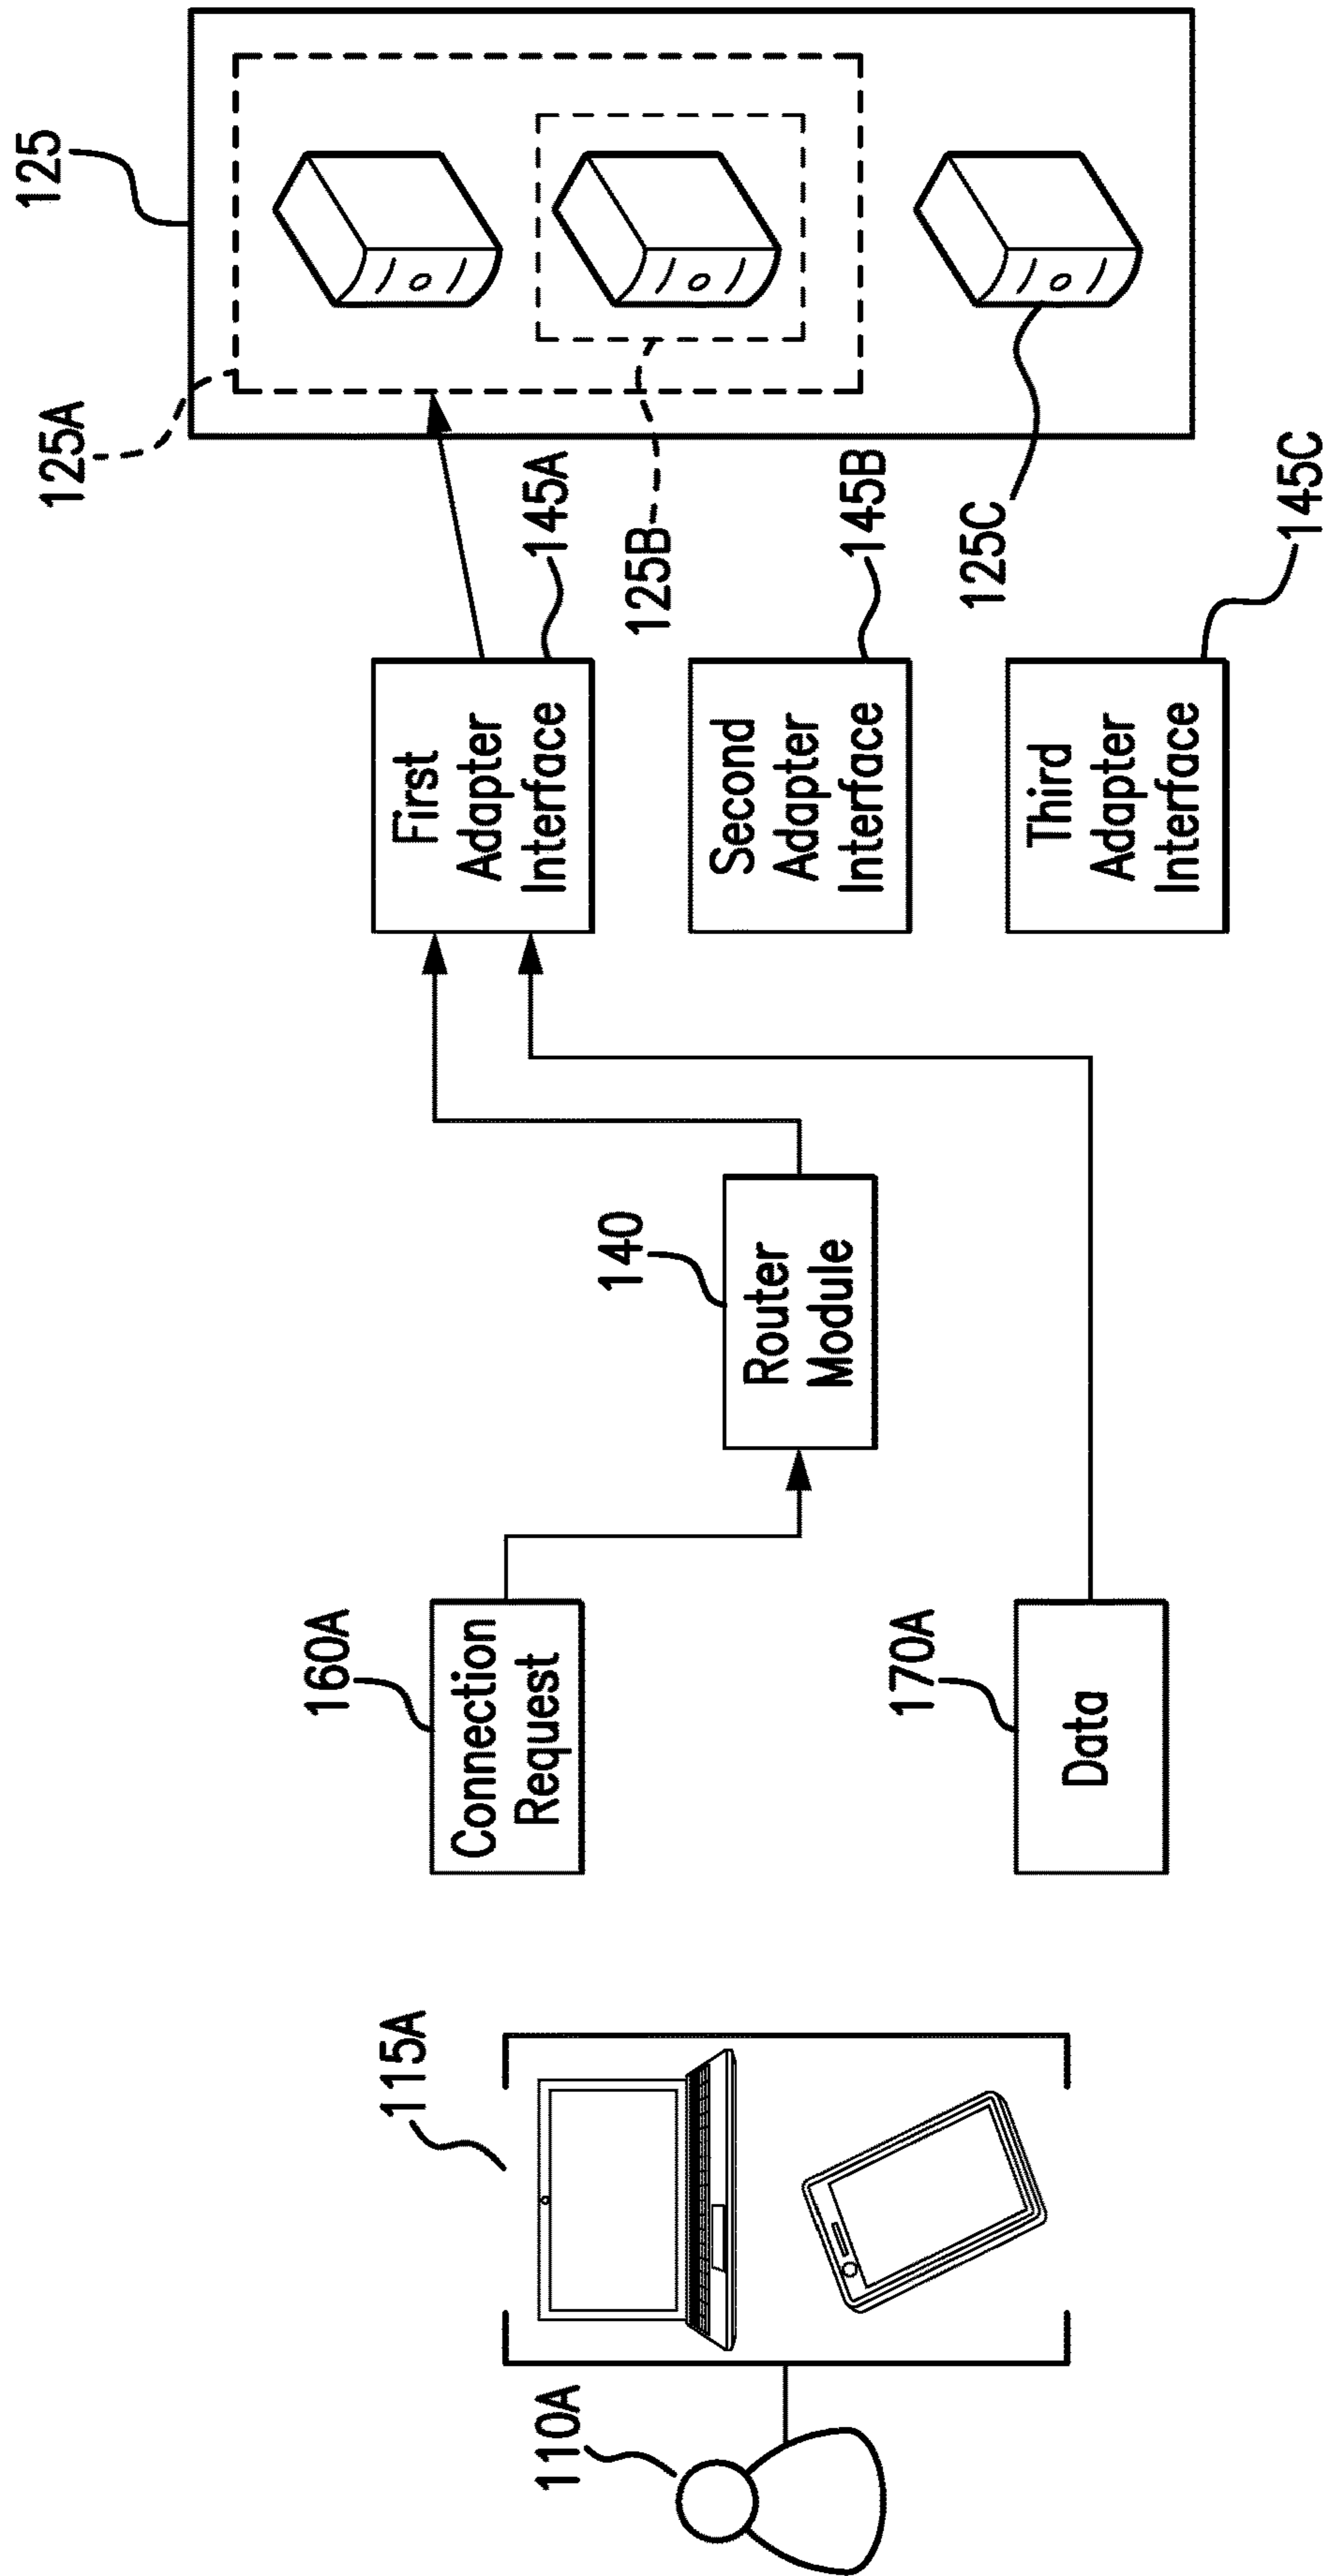 110A
115A
160A
Connection
Request
170A
Data
140
Router
Module
First
Adapter
Interface
145A
Second
Adapter
Interface
145B
Third
Adapter
Interface
145C
125
125A
125B
125C